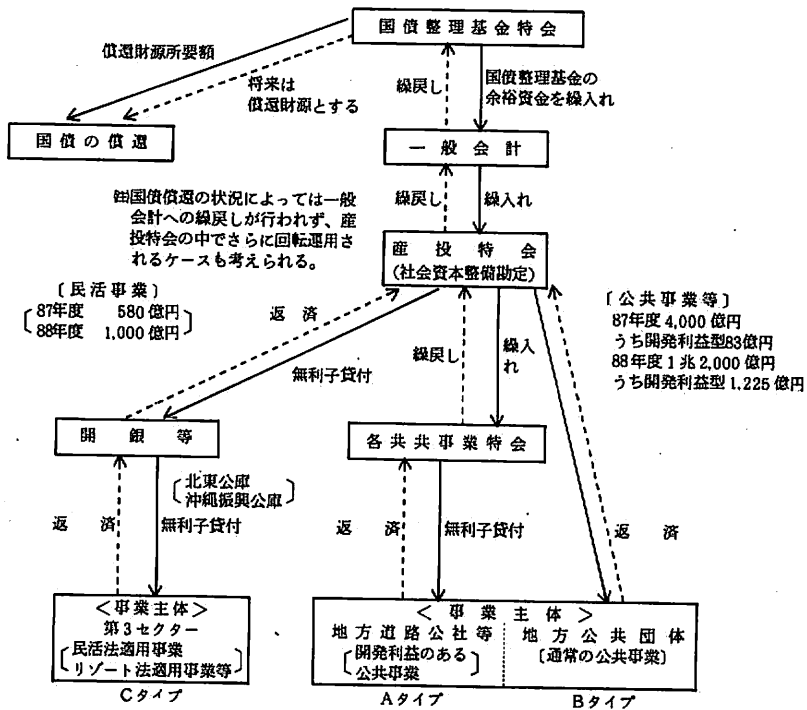 国債整理基金特会
償還財源所要額
将来は
償還財源とする
繰戻し
国債整理基金の
余裕資金を繰入れ
国債の償還
一般会計
㊟国債償還の状況によっては一般
会計への繰戻しが行われず、産
投特会の中でさらに回転運用さ
れるケースも考えられる。
繰戻し
繰入れ
産投特会
(社会資本整備勘定)
〔民活事業〕
87年度 580億円
88年度 1,000億円
返済
〔公共事業等〕
87年度4,000億円
うち開発利益型83億円
88年度1兆2,000億円
うち開発利益型1,225億円
無利子貸付
繰戻し
繰入
れ
開銀等
各共共事業特会
北東公庫
沖縄振興公庫
返済
無利子貸付
返済
無利子貸付
返済
<事業主体>
第3セクター
民活法適用事業
リゾート法適用事業等
Cタイプ
<事業主体>
地方道路公社等
開発利益のある
公共事業
Aタイプ
地方公共団体
〔通常の公共事業〕
Bタイプ